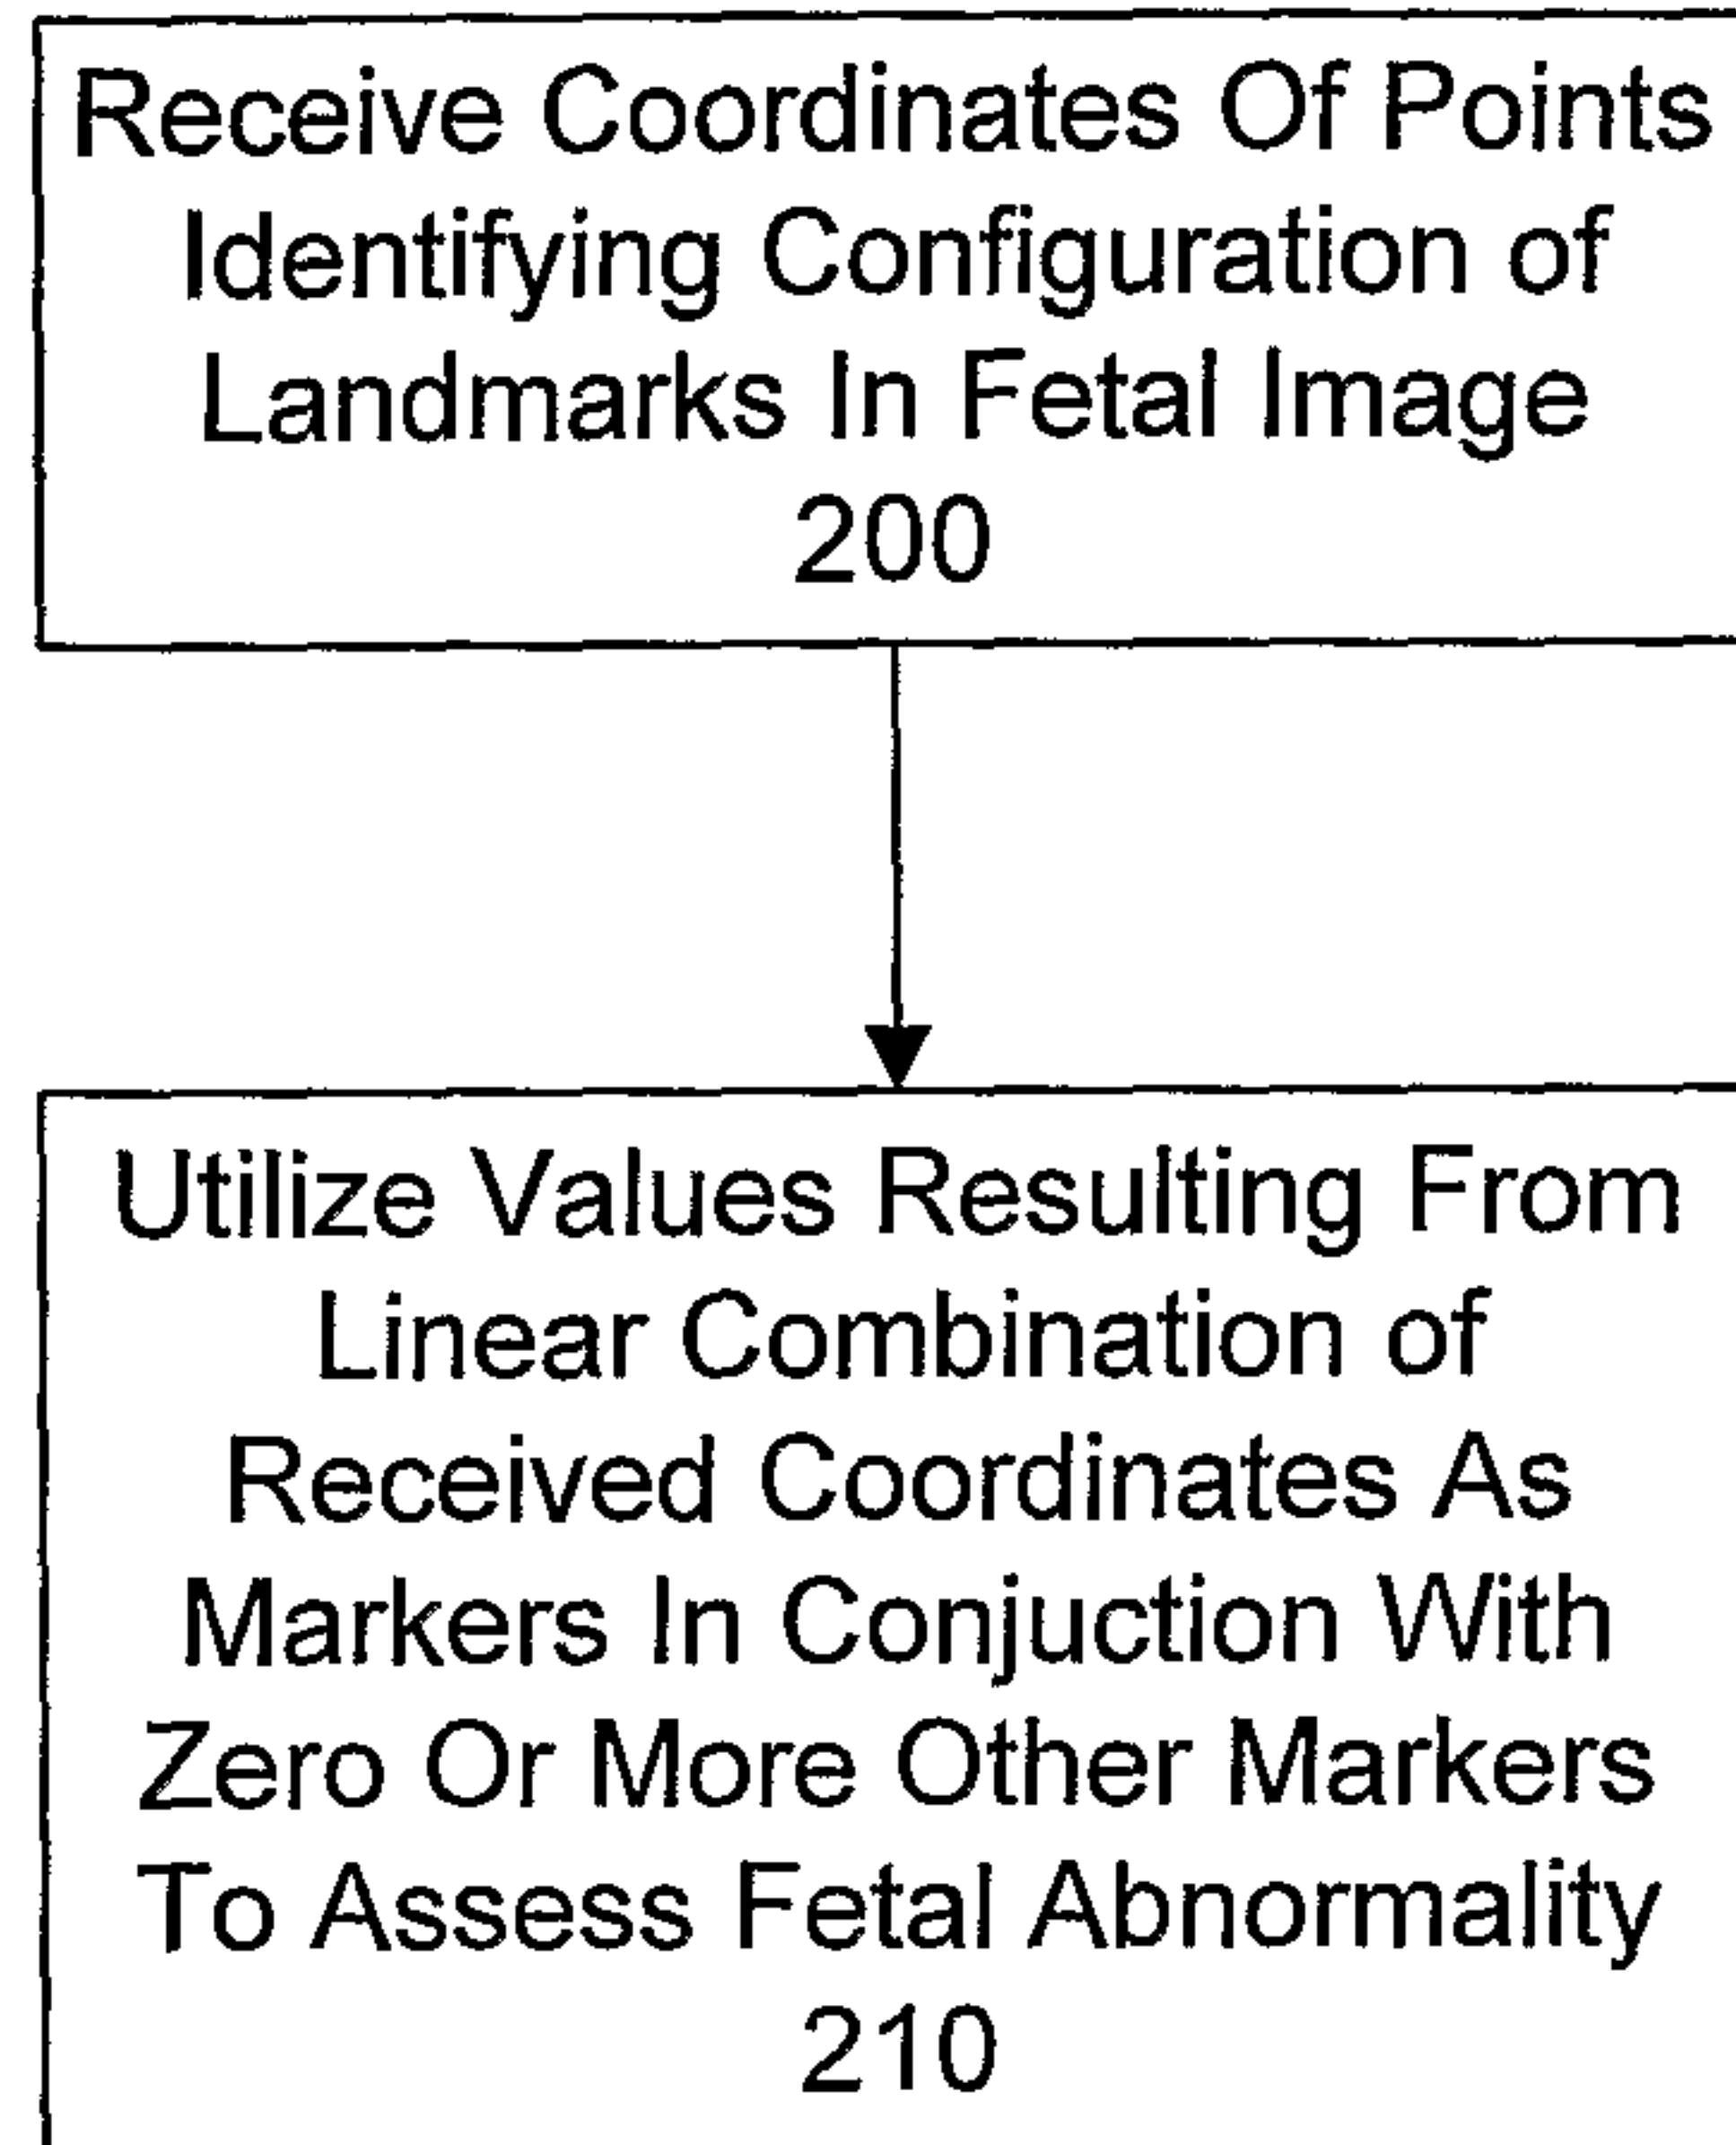 Receive Coordinates Of Points
Identifying Configuration of
Landmarks In Fetal Image
200
Utilize Values Resulting From
Linear Combination of
Received Coordinates As
Markers In Conjuction With
Zero Or More Other Markers
To Assess Fetal Abnormality
210